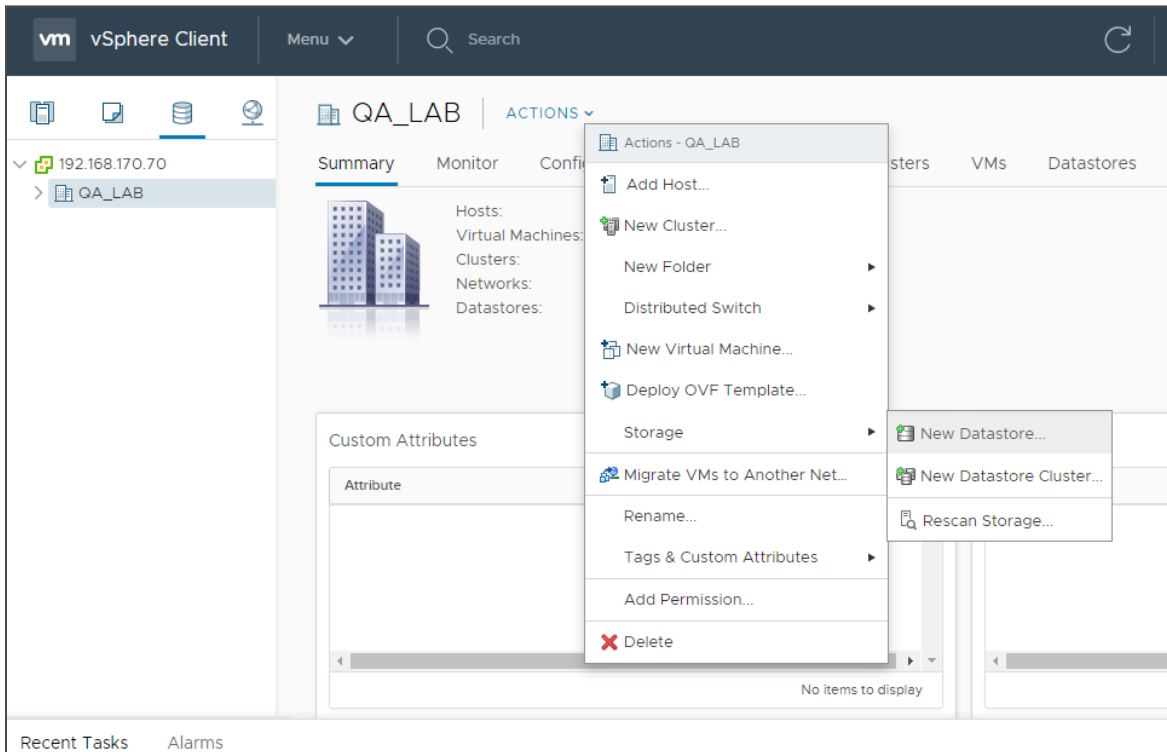 vm vSphere Client Menu Search
QA_LAB ACTIONS
192.168.170.70
QA_LAB
Summary Monitor VMs Datastores
Hosts:
Virtual Machines:
Clusters:
Networks:
Datastores:
Custom Attributes
Attribute
No items to display
Actions - QA_LAB
Add Host...
New Cluster...
New Folder
Distributed Switch
New Virtual Machine...
Deploy OVF Template...
Storage
Migrate VMs to Another Net...
Rename...
Tags & Custom Attributes
Add Permission...
Delete
New Datastore...
New Datastore Cluster...
Rescan Storage...
Recent Tasks Alarms